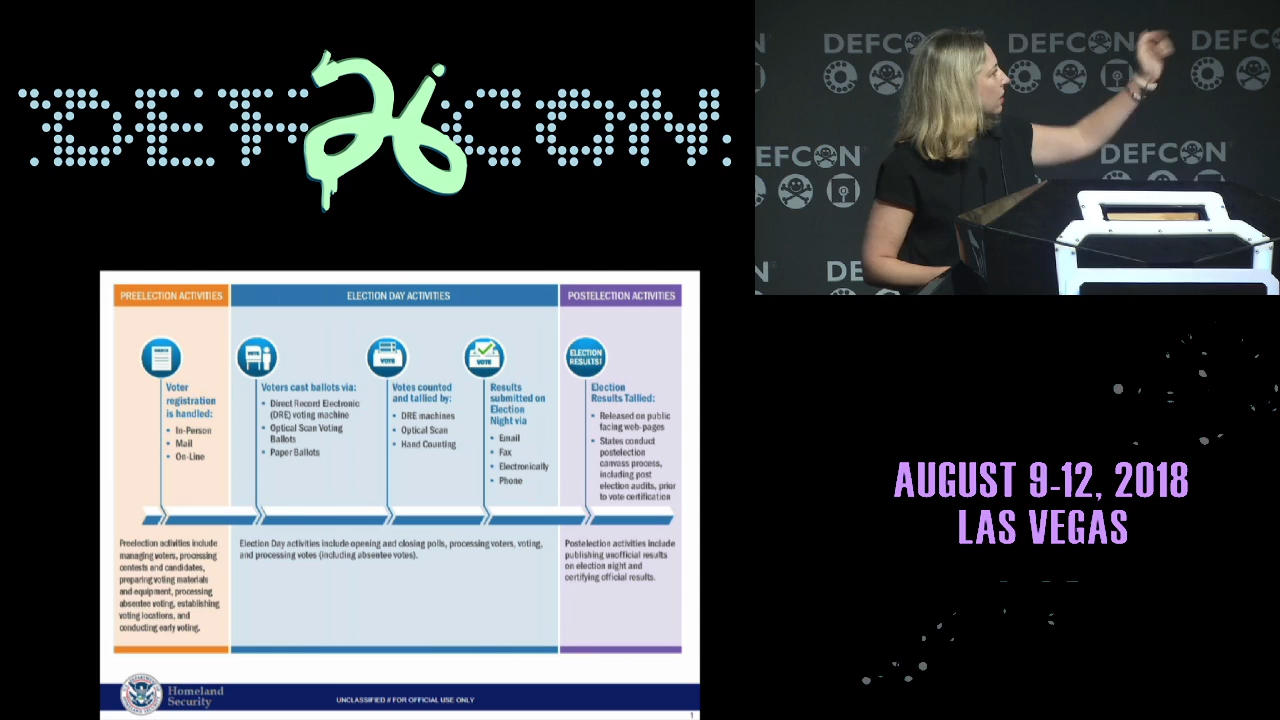 DEF 26 CON
DEFCON
DEFCON
DEFCON
DEFCON
DEFCON
PREELECTION ACTIVITIES
ELECTION DAY ACTIVITIES
POSTELECTION ACTIVITIES
VOTE
VOTE
VOTE
ELECTION
RESULTS!
Voter
registration
is handled:
• In-Person
• Mail
• On-Line
Voters cast ballots via:
• Direct Record Electronic
(DRE) voting machine
• Optical Scan Voting
Ballots
• Paper Ballots
Votes counted
and tallied by:
• DRE machines
• Optical Scan
• Hand Counting
Results
submitted on
Election
Night via
• Email
• Fax
• Electronically
• Phone
Election
Results Tallied:
• Released on public
facing web-pages
• States conduct
postelection
canvass process,
including post
election audits, prior
to vote certification
Preelection activities include
managing voters, processing
contests and candidates,
preparing voting materials
and equipment, processing
absentee voting, establishing
voting locations, and
conducting early voting.
Election Day activities include opening and closing polls, processing voters, voting,
and processing votes (including absentee votes).
Postelection activities include
publishing unofficial results
on election night and
certifying official results.
Homeland
Security
UNCLASSIFIED // FOR OFFICIAL USE ONLY
1
AUGUST 9-12, 2018
LAS VEGAS